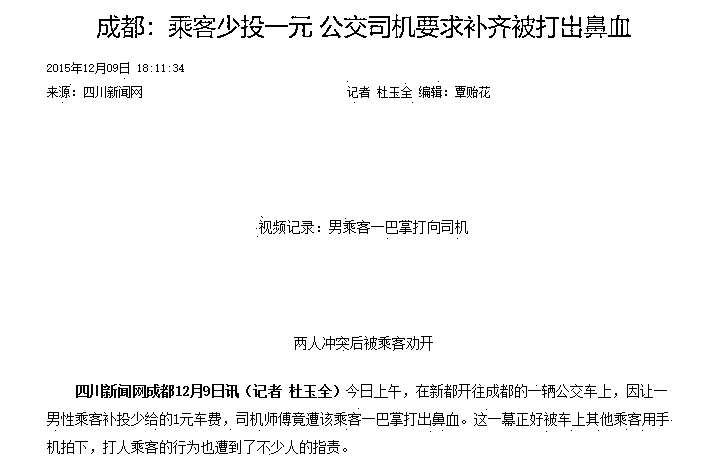 成都：乘客少投一元 公交司机要求补齐被打出鼻血
2015年12月09日 18:11:34
来源：四川新闻网
记者 杜玉全 编辑：覃贻花
视频记录：男乘客一巴掌打向司机
两人冲突后被乘客劝开
四川新闻网成都12月9日讯（记者 杜玉全）今日上午，在新都开往成都的一辆公交车上，因让一
男性乘客补投少给的1元车费，司机师傅竟遭该乘客一巴掌打出鼻血。这一幕正好被车上其他乘客用手
机拍下，打人乘客的行为也遭到了不少人的指责。